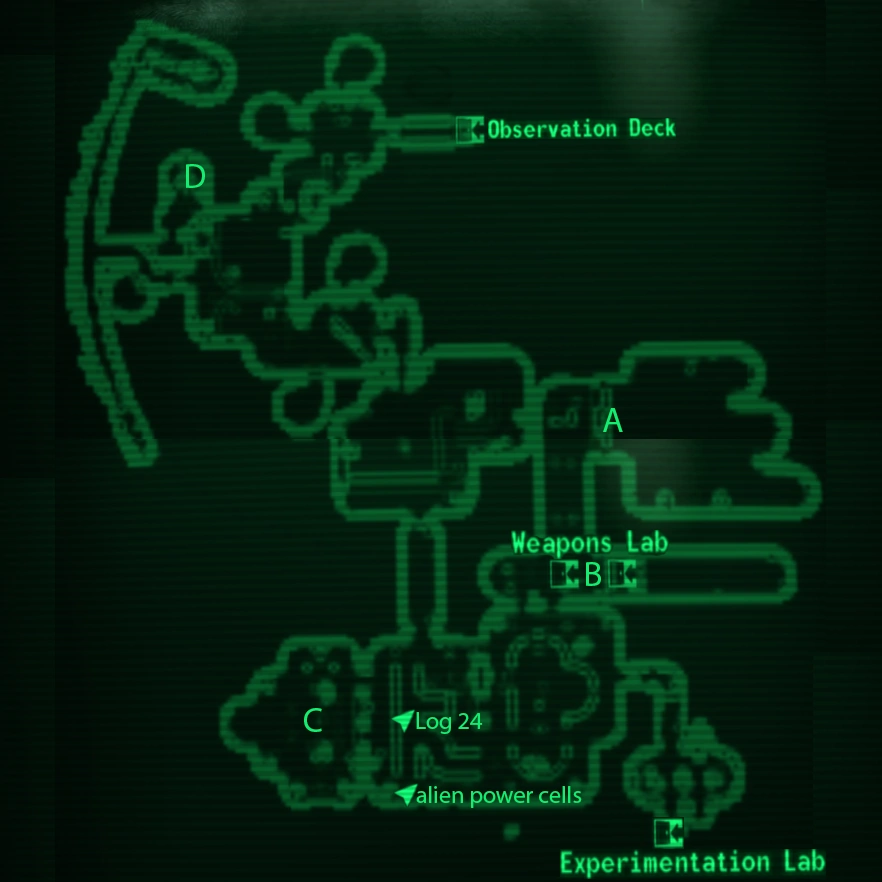 Observation Deck
D
A
Weapons Lab
B
C
Log 24
alien power cells
Experimentation Lab